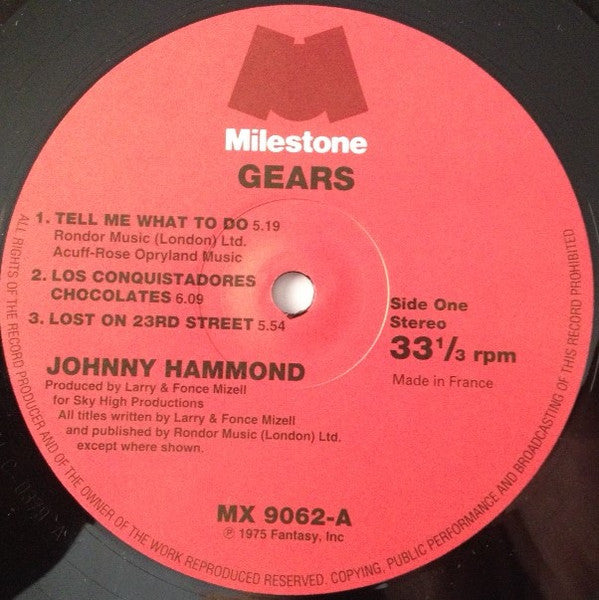 Milestone
GEARS
1. TELL ME WHAT TO DO 5.19
Rondor Music (London) Ltd.
Acuff-Rose Opryland Music
2. LOS CONQUISTADORES
CHOCOLATES 6.09
3. LOST ON 23RD STREET 5.54
Side One
Stereo
33 1/3 rpm
Made in France
JOHNNY HAMMOND
Produced by Larry & Fonce Mizell
for Sky High Productions
All titles written by Larry & Fonce Mizell
and published by Rondor Music (London) Ltd.
except where shown.
MX 9062-A
℗ 1975 Fantasy, Inc
ALL RIGHTS OF THE RECORD PRODUCER AND OF THE OWNER OF THE WORK REPRODUCED RESERVED. COPYING, PUBLIC PERFORMANCE AND BROADCASTING OF THIS RECORD PROHIBITED